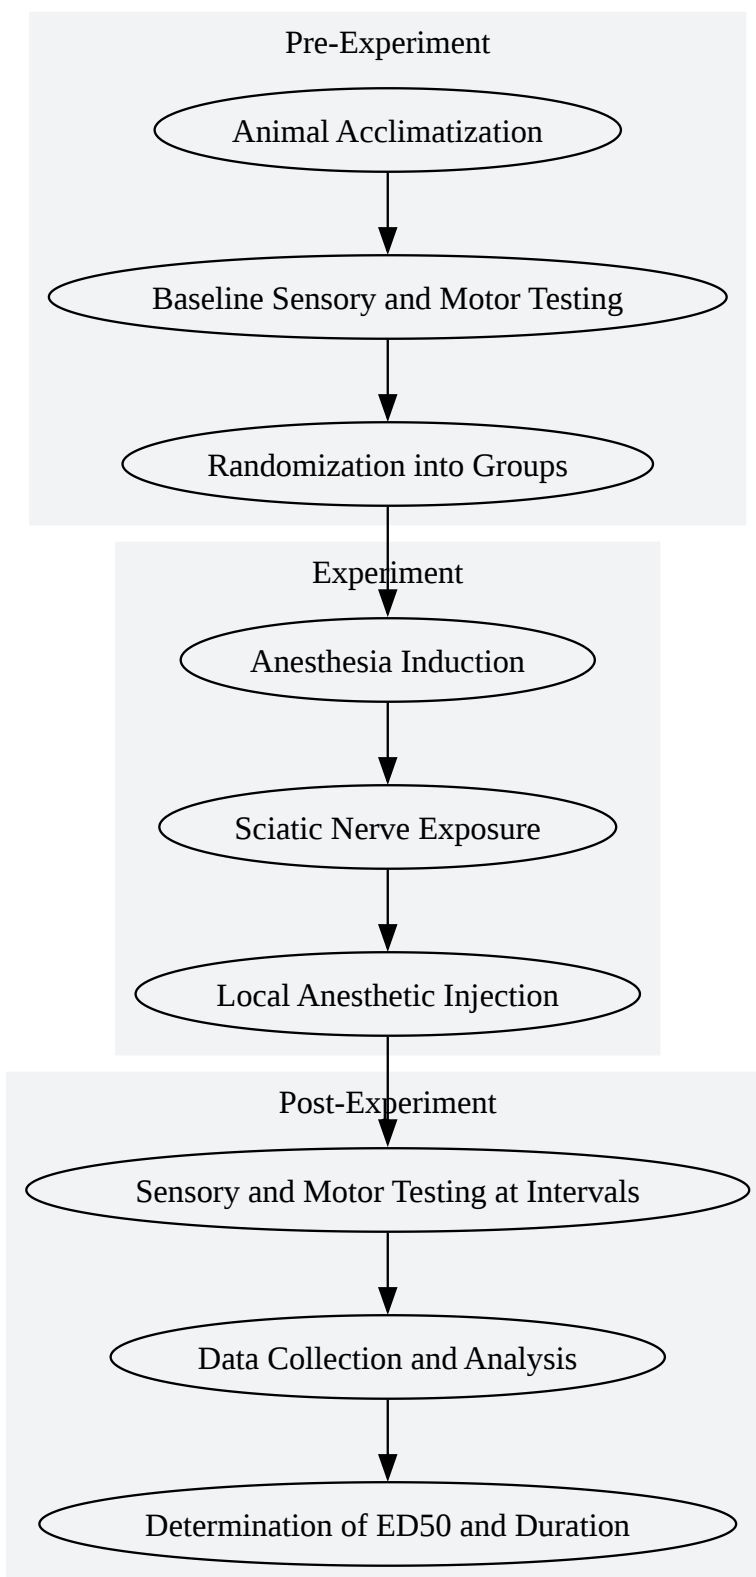 Pre-Experiment
Animal Acclimatization
Baseline Sensory and Motor Testing
Randomization into Groups
Experiment
Anesthesia Induction
Sciatic Nerve Exposure
Local Anesthetic Injection
Post-Experiment
Sensory and Motor Testing at Intervals
Data Collection and Analysis
Determination of ED50 and Duration